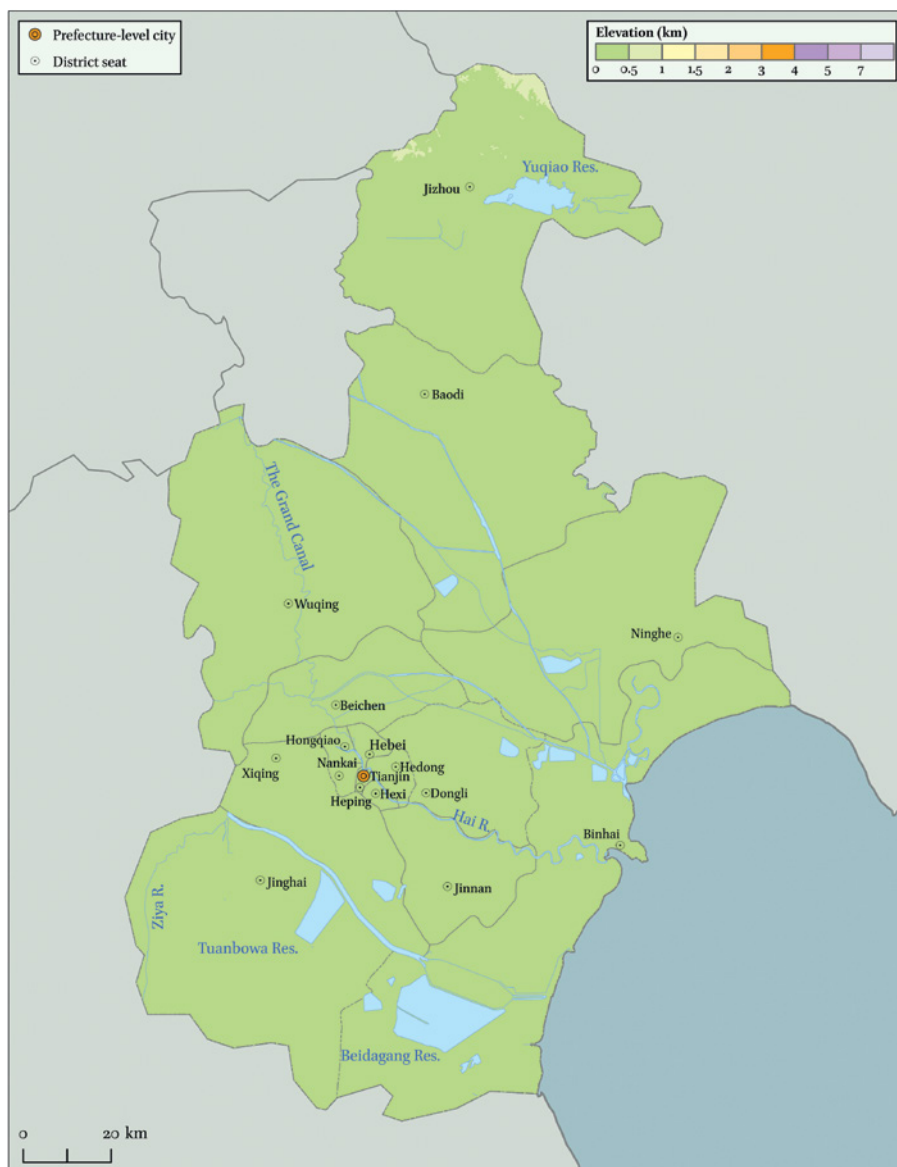 Prefecture-level city
District seat
Elevation (km)
0 0.5 1 1.5 2 3 4 5 7
Yuqiao Res.
Jizhou
Baodi
The Grand Canal
Wuqing
Ninghe
Beichen
Hongqiao
Hebei
Xiqing
Nankai
Hedong
Tianjin
Heping
Hexi
Dongli
Hai R.
Binhai
Jinghai
Jinnan
Ziya R.
Tuanbowa Res.
Beidagang Res.
0 20 km